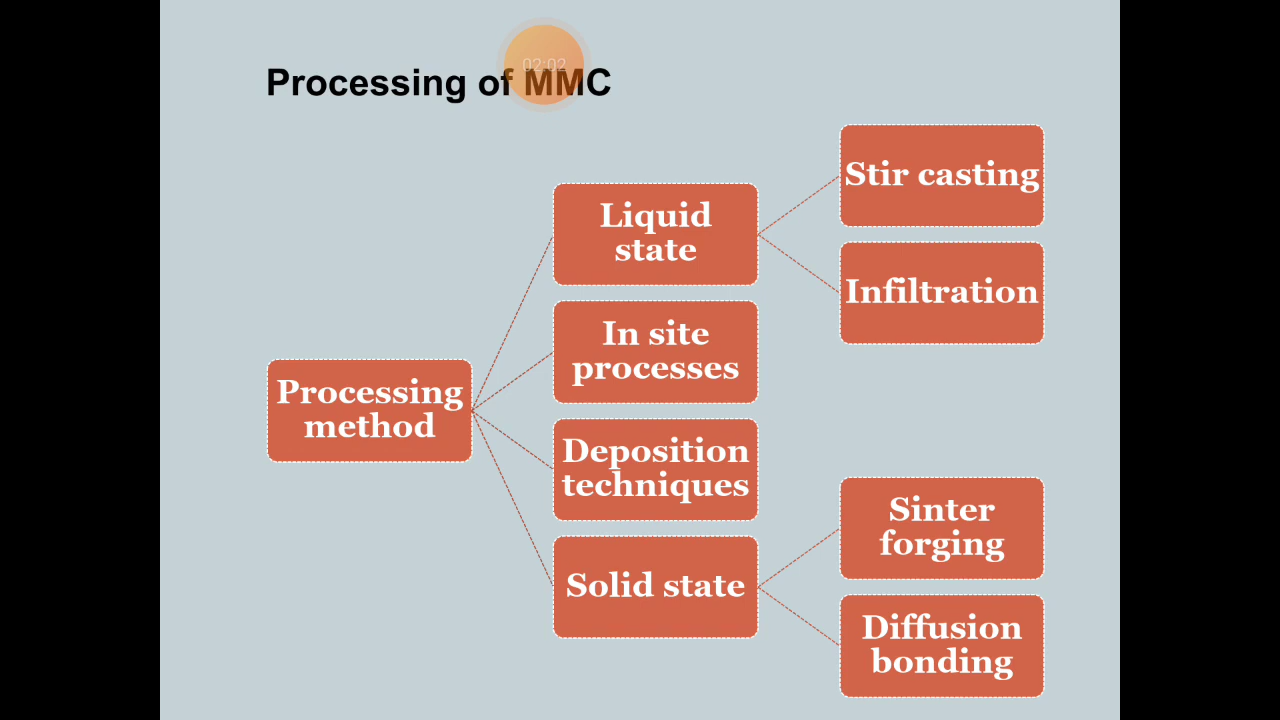 Processing of MMC
02:02
Stir casting
Liquid
state
Infiltration
In site
processes
Processing
method
Deposition
techniques
Sinter
forging
Solid state
Diffusion
bonding